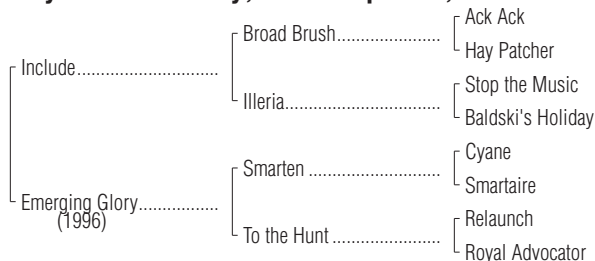 Ack Ack
Broad Brush
Hay Patcher
Include
Stop the Music
Illeria
Baldski's Holiday
Cyane
Smarten
Smartaire
Emerging Glory
(1996)
Relaunch
To the Hunt
Royal Advocator